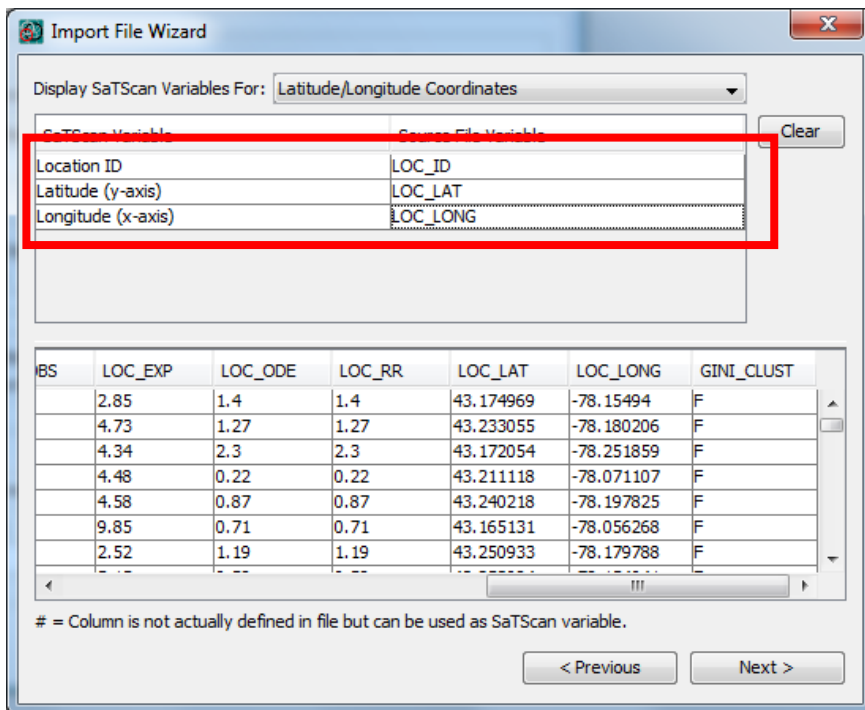 Import File Wizard
Display SaTScan Variables For: Latitude/Longitude Coordinates
SaTScan Variable Source File Variable Clear
Location ID LOC_ID
Latitude (y-axis) LOC_LAT
Longitude (x-axis) LOC_LONG
BS LOC_EXP LOC_ODE LOC_RR LOC_LAT LOC_LONG GINI_CLUST
2.85 1.4 1.4 43.174969 -78.15494 F
4.73 1.27 1.27 43.233055 -78.180206 F
4.34 2.3 2.3 43.172054 -78.251859 F
4.48 0.22 0.22 43.211118 -78.071107 F
4.58 0.87 0.87 43.240218 -78.197825 F
9.85 0.71 0.71 43.165131 -78.056268 F
2.52 1.19 1.19 43.250933 -78.179788 F
# = Column is not actually defined in file but can be used as SaTScan variable.
< Previous Next >